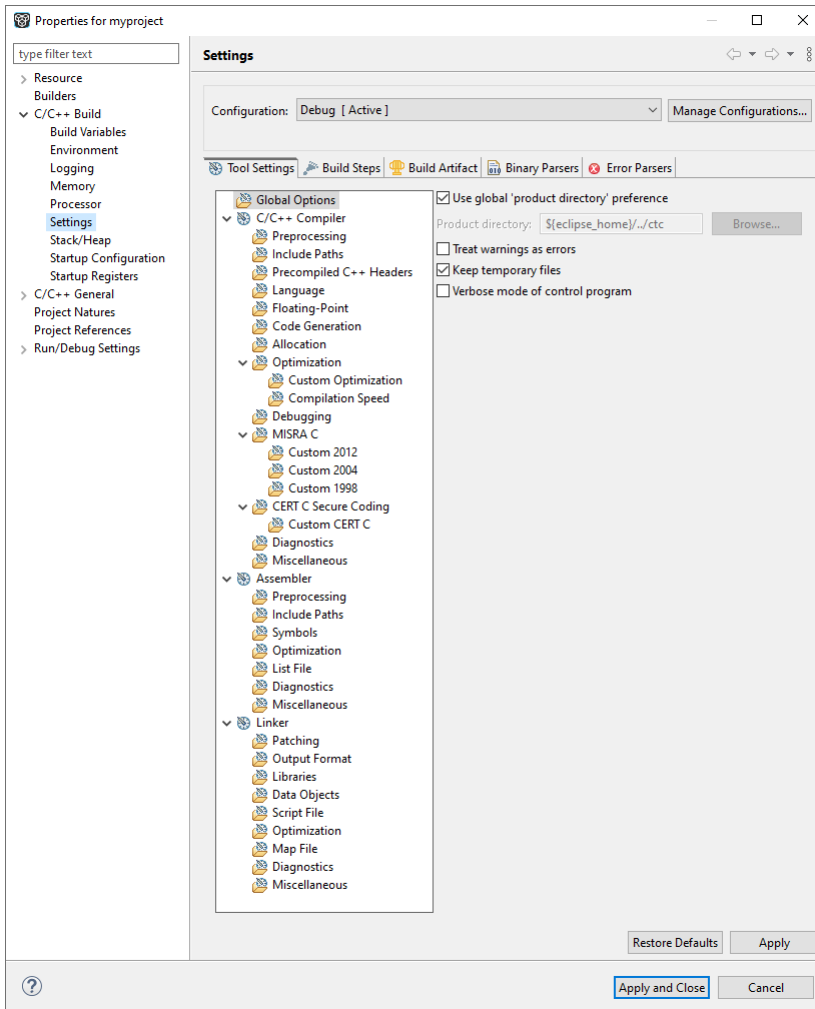 Properties for myproject
type filter text
Resource
Builders
C/C++ Build
Build Variables
Environment
Logging
Memory
Processor
Settings
Stack/Heap
Startup Configuration
Startup Registers
C/C++ General
Project Natures
Project References
Run/Debug Settings
Settings
Configuration: Debug [ Active ] Manage Configurations...
Tool Settings Build Steps Build Artifact Binary Parsers Error Parsers
Global Options
C/C++ Compiler
Preprocessing
Include Paths
Precompiled C++ Headers
Language
Floating-Point
Code Generation
Allocation
Optimization
Custom Optimization
Compilation Speed
Debugging
MISRA C
Custom 2012
Custom 2004
Custom 1998
CERT C Secure Coding
Custom CERT C
Diagnostics
Miscellaneous
Assembler
Preprocessing
Include Paths
Symbols
Optimization
List File
Diagnostics
Miscellaneous
Linker
Patching
Output Format
Libraries
Data Objects
Script File
Optimization
Map File
Diagnostics
Miscellaneous
Use global 'product directory' preference
Product directory: ${eclipse_home}/../ctc Browse...
Treat warnings as errors
Keep temporary files
Verbose mode of control program
Restore Defaults Apply
? Apply and Close Cancel